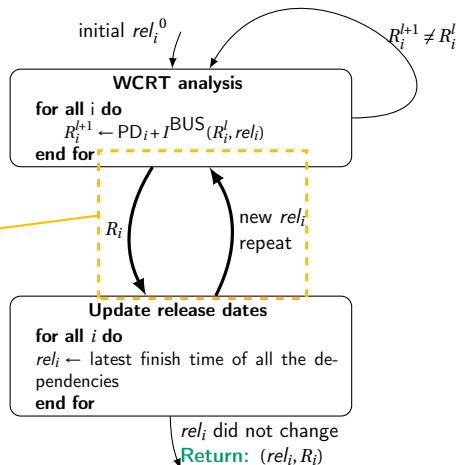 initial rel_i^0
R_i^{l+1} ≠ R_i^l
WCRT analysis
for all i do
R_i^{l+1} ← PD_i + I^BUS(R_i^l, rel_i)
end for
R_i
new rel_i
repeat
Update release dates
for all i do
rel_i ← latest finish time of all the de-
pendencies
end for
rel_i did not change
Return: (rel_i, R_i)